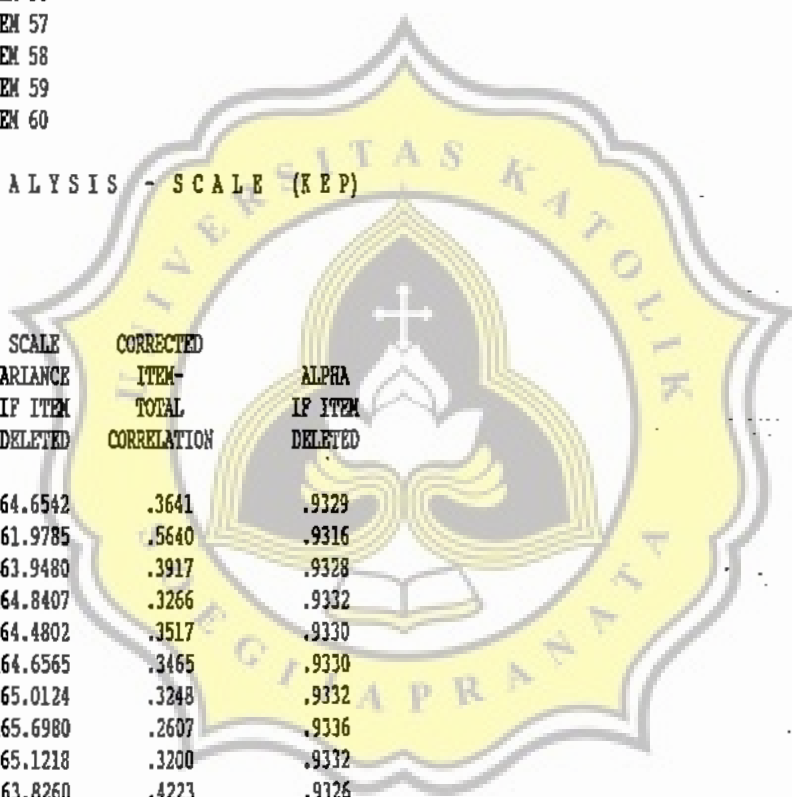 EM 57
EM 58
EM 59
EM 60
UNIVERSITAS KATOLIK
ALYSIS - SCALE (KEP)
SCALE CORRECTED
ARIANCE ITEM- ALPHA
IF ITEM TOTAL IF ITEM
DELETED CORRELATION DELETED
64.6542 .3641 .9329
61.9785 .5640 .9316
63.9480 .3917 .9328
64.8407 .3266 .9332
64.4802 .3517 .9330
64.6565 .3465 .9330
65.0124 .3248 .9332
65.6980 .2607 .9336
65.1218 .3200 .9332
63.8260 .4223 .9326
SOEGIJAPRANATA